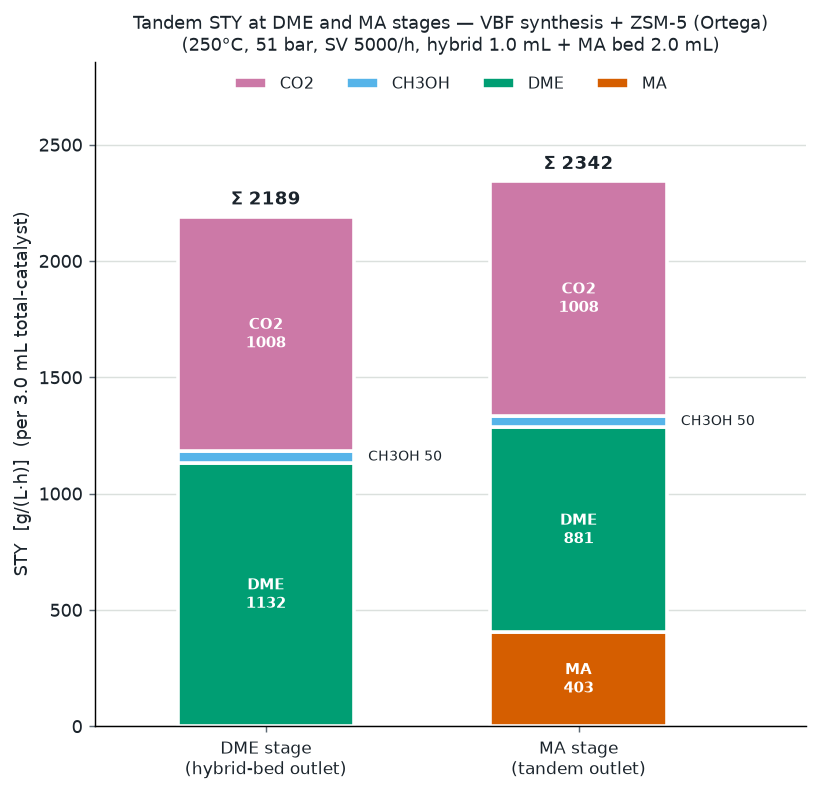 Tandem STY at DME and MA stages — VBF synthesis + ZSM-5 (Ortega)
(250°C, 51 bar, SV 5000/h, hybrid 1.0 mL + MA bed 2.0 mL)
CO2 CH3OH DME MA
STY [g/(L·h)] (per 3.0 mL total-catalyst)
2500
2000
1500
1000
500
0
Σ 2189
CO2
1008
CH3OH 50
DME
1132
Σ 2342
CO2
1008
CH3OH 50
DME
881
MA
403
DME stage
(hybrid-bed outlet)
MA stage
(tandem outlet)